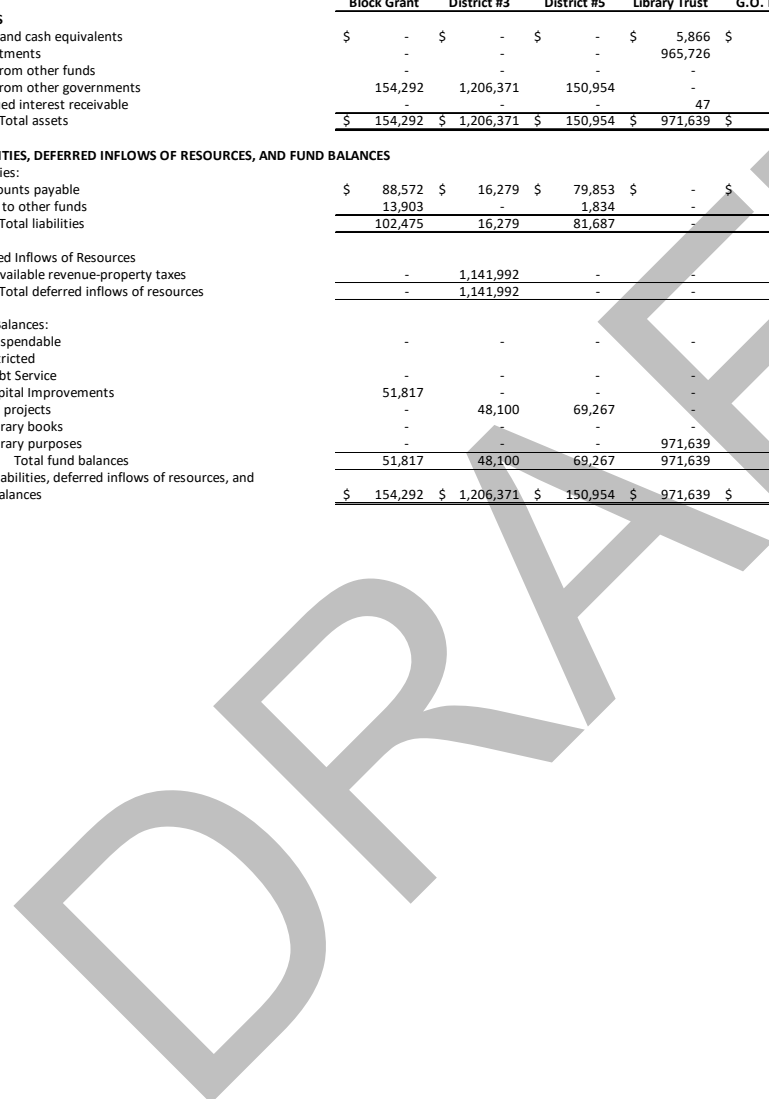 Block Grant District #3 District #5 Library Trust G.O.
S
and cash equivalents $ - $ - $ - $ 5,866 $
tments - - - 965,726
rom other funds - - - -
rom other governments 154,292 1,206,371 150,954 -
ed interest receivable - - - 47
Total assets $ 154,292 $ 1,206,371 $ 150,954 $ 971,639 $
ITIES, DEFERRED INFLOWS OF RESOURCES, AND FUND BALANCES
ies:
ounts payable $ 88,572 $ 16,279 $ 79,853 $ - $
to other funds 13,903 - 1,834 -
Total liabilities 102,475 16,279 81,687 -
ed Inflows of Resources
vailable revenue-property taxes - 1,141,992 - -
Total deferred inflows of resources - 1,141,992 - -
Balances:
spendable - - - -
tricted
bt Service - - - -
pital Improvements 51,817 - - -
projects - 48,100 69,267 -
rary books - - - -
rary purposes - - - 971,639
Total fund balances 51,817 48,100 69,267 971,639
abilities, deferred inflows of resources, and
alances $ 154,292 $ 1,206,371 $ 150,954 $ 971,639 $
DRAF